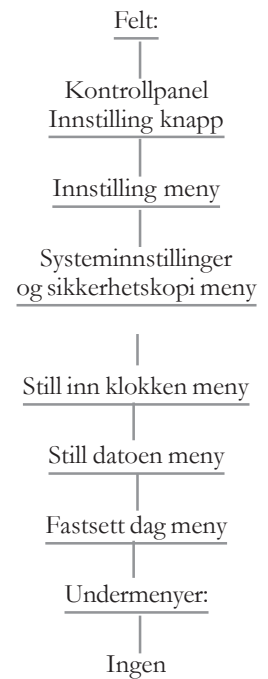 Felt:
Kontrollpanel
Innstilling knapp
Innstilling meny
Systeminnstillinger
og sikkerhetskopi meny
Still inn klokken meny
Still datoen meny
Fastsett dag meny
Undermenyer:
Ingen